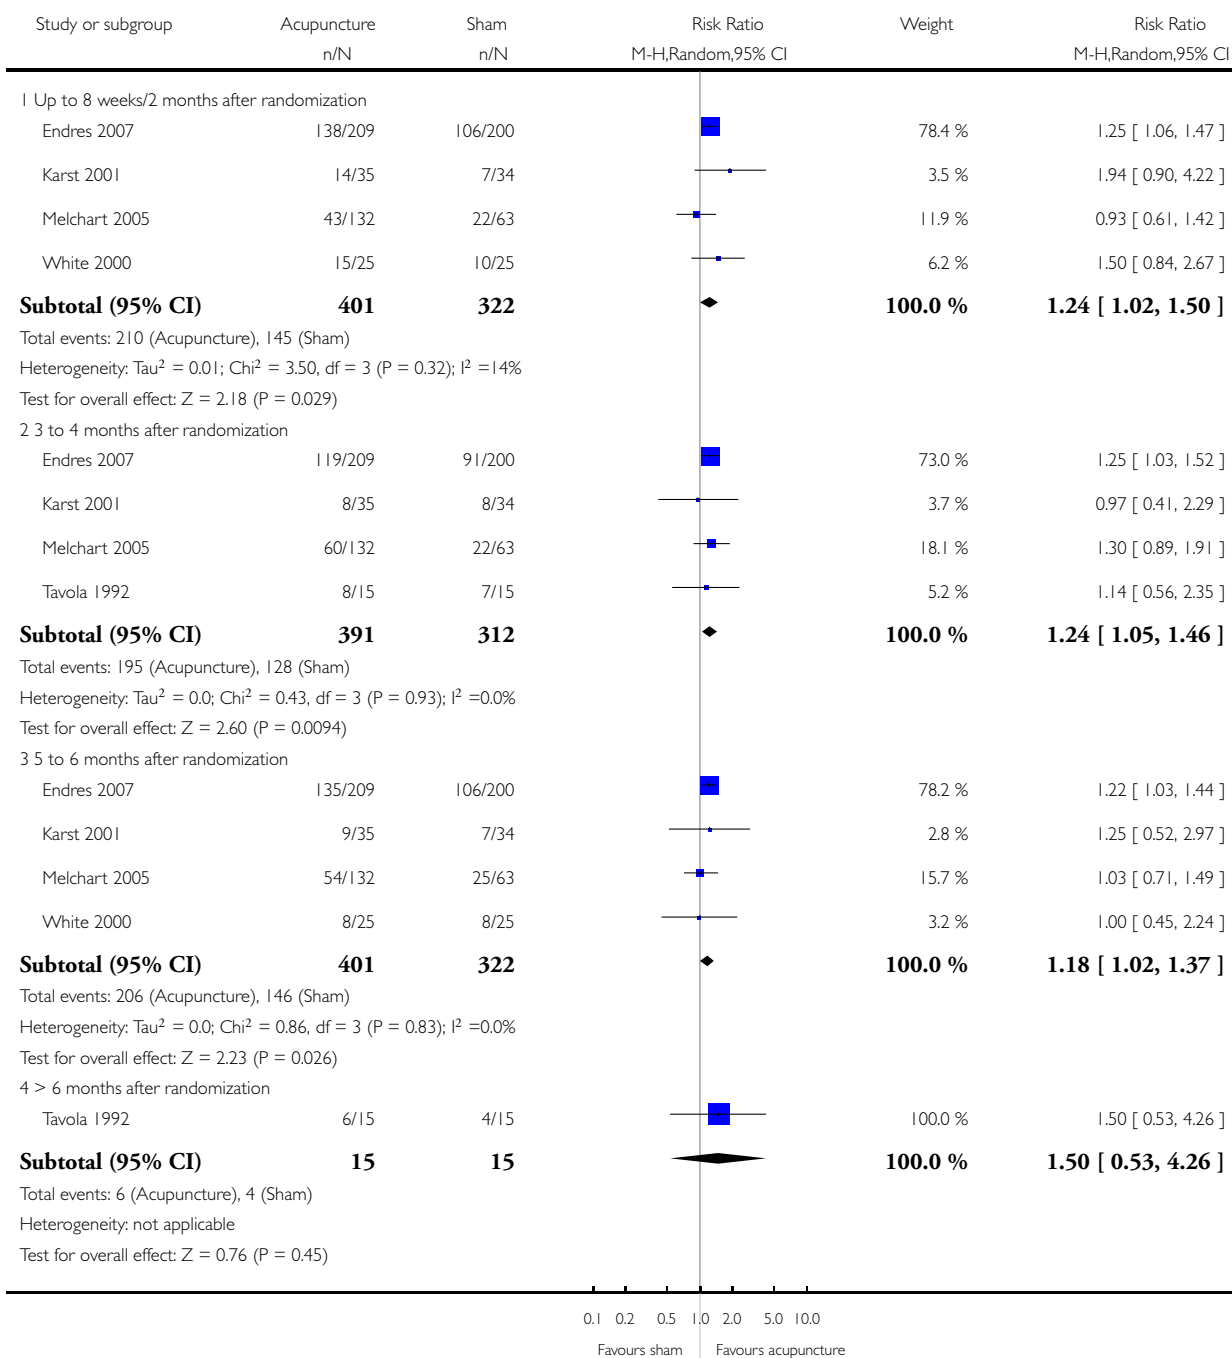 Study or subgroup Acupuncture Sham Risk Ratio Weight Risk Ratio
n/N n/N M-H,Random,95% CI M-H,Random,95% CI
1 Up to 8 weeks/2 months after randomization
Endres 2007 138/209 106/200 78.4 % 1.25 [ 1.06, 1.47 ]
Karst 2001 14/35 7/34 3.5 % 1.94 [ 0.90, 4.22 ]
Melchart 2005 43/132 22/63 11.9 % 0.93 [ 0.61, 1.42 ]
White 2000 15/25 10/25 6.2 % 1.50 [ 0.84, 2.67 ]
Subtotal (95% CI) 401 322 100.0 % 1.24 [ 1.02, 1.50 ]
Total events: 210 (Acupuncture), 145 (Sham)
Heterogeneity: Tau² = 0.01; Chi² = 3.50, df = 3 (P = 0.32); I² =14%
Test for overall effect: Z = 2.18 (P = 0.029)
2 3 to 4 months after randomization
Endres 2007 119/209 91/200 73.0 % 1.25 [ 1.03, 1.52 ]
Karst 2001 8/35 8/34 3.7 % 0.97 [ 0.41, 2.29 ]
Melchart 2005 60/132 22/63 18.1 % 1.30 [ 0.89, 1.91 ]
Tavola 1992 8/15 7/15 5.2 % 1.14 [ 0.56, 2.35 ]
Subtotal (95% CI) 391 312 100.0 % 1.24 [ 1.05, 1.46 ]
Total events: 195 (Acupuncture), 128 (Sham)
Heterogeneity: Tau² = 0.0; Chi² = 0.43, df = 3 (P = 0.93); I² =0.0%
Test for overall effect: Z = 2.60 (P = 0.0094)
3 5 to 6 months after randomization
Endres 2007 135/209 106/200 78.2 % 1.22 [ 1.03, 1.44 ]
Karst 2001 9/35 7/34 2.8 % 1.25 [ 0.52, 2.97 ]
Melchart 2005 54/132 25/63 15.7 % 1.03 [ 0.71, 1.49 ]
White 2000 8/25 8/25 3.2 % 1.00 [ 0.45, 2.24 ]
Subtotal (95% CI) 401 322 100.0 % 1.18 [ 1.02, 1.37 ]
Total events: 206 (Acupuncture), 146 (Sham)
Heterogeneity: Tau² = 0.0; Chi² = 0.86, df = 3 (P = 0.83); I² =0.0%
Test for overall effect: Z = 2.23 (P = 0.026)
4 > 6 months after randomization
Tavola 1992 6/15 4/15 100.0 % 1.50 [ 0.53, 4.26 ]
Subtotal (95% CI) 15 15 100.0 % 1.50 [ 0.53, 4.26 ]
Total events: 6 (Acupuncture), 4 (Sham)
Heterogeneity: not applicable
Test for overall effect: Z = 0.76 (P = 0.45)
0.1 0.2 0.5 1.0 2.0 5.0 10.0
Favours sham Favours acupuncture